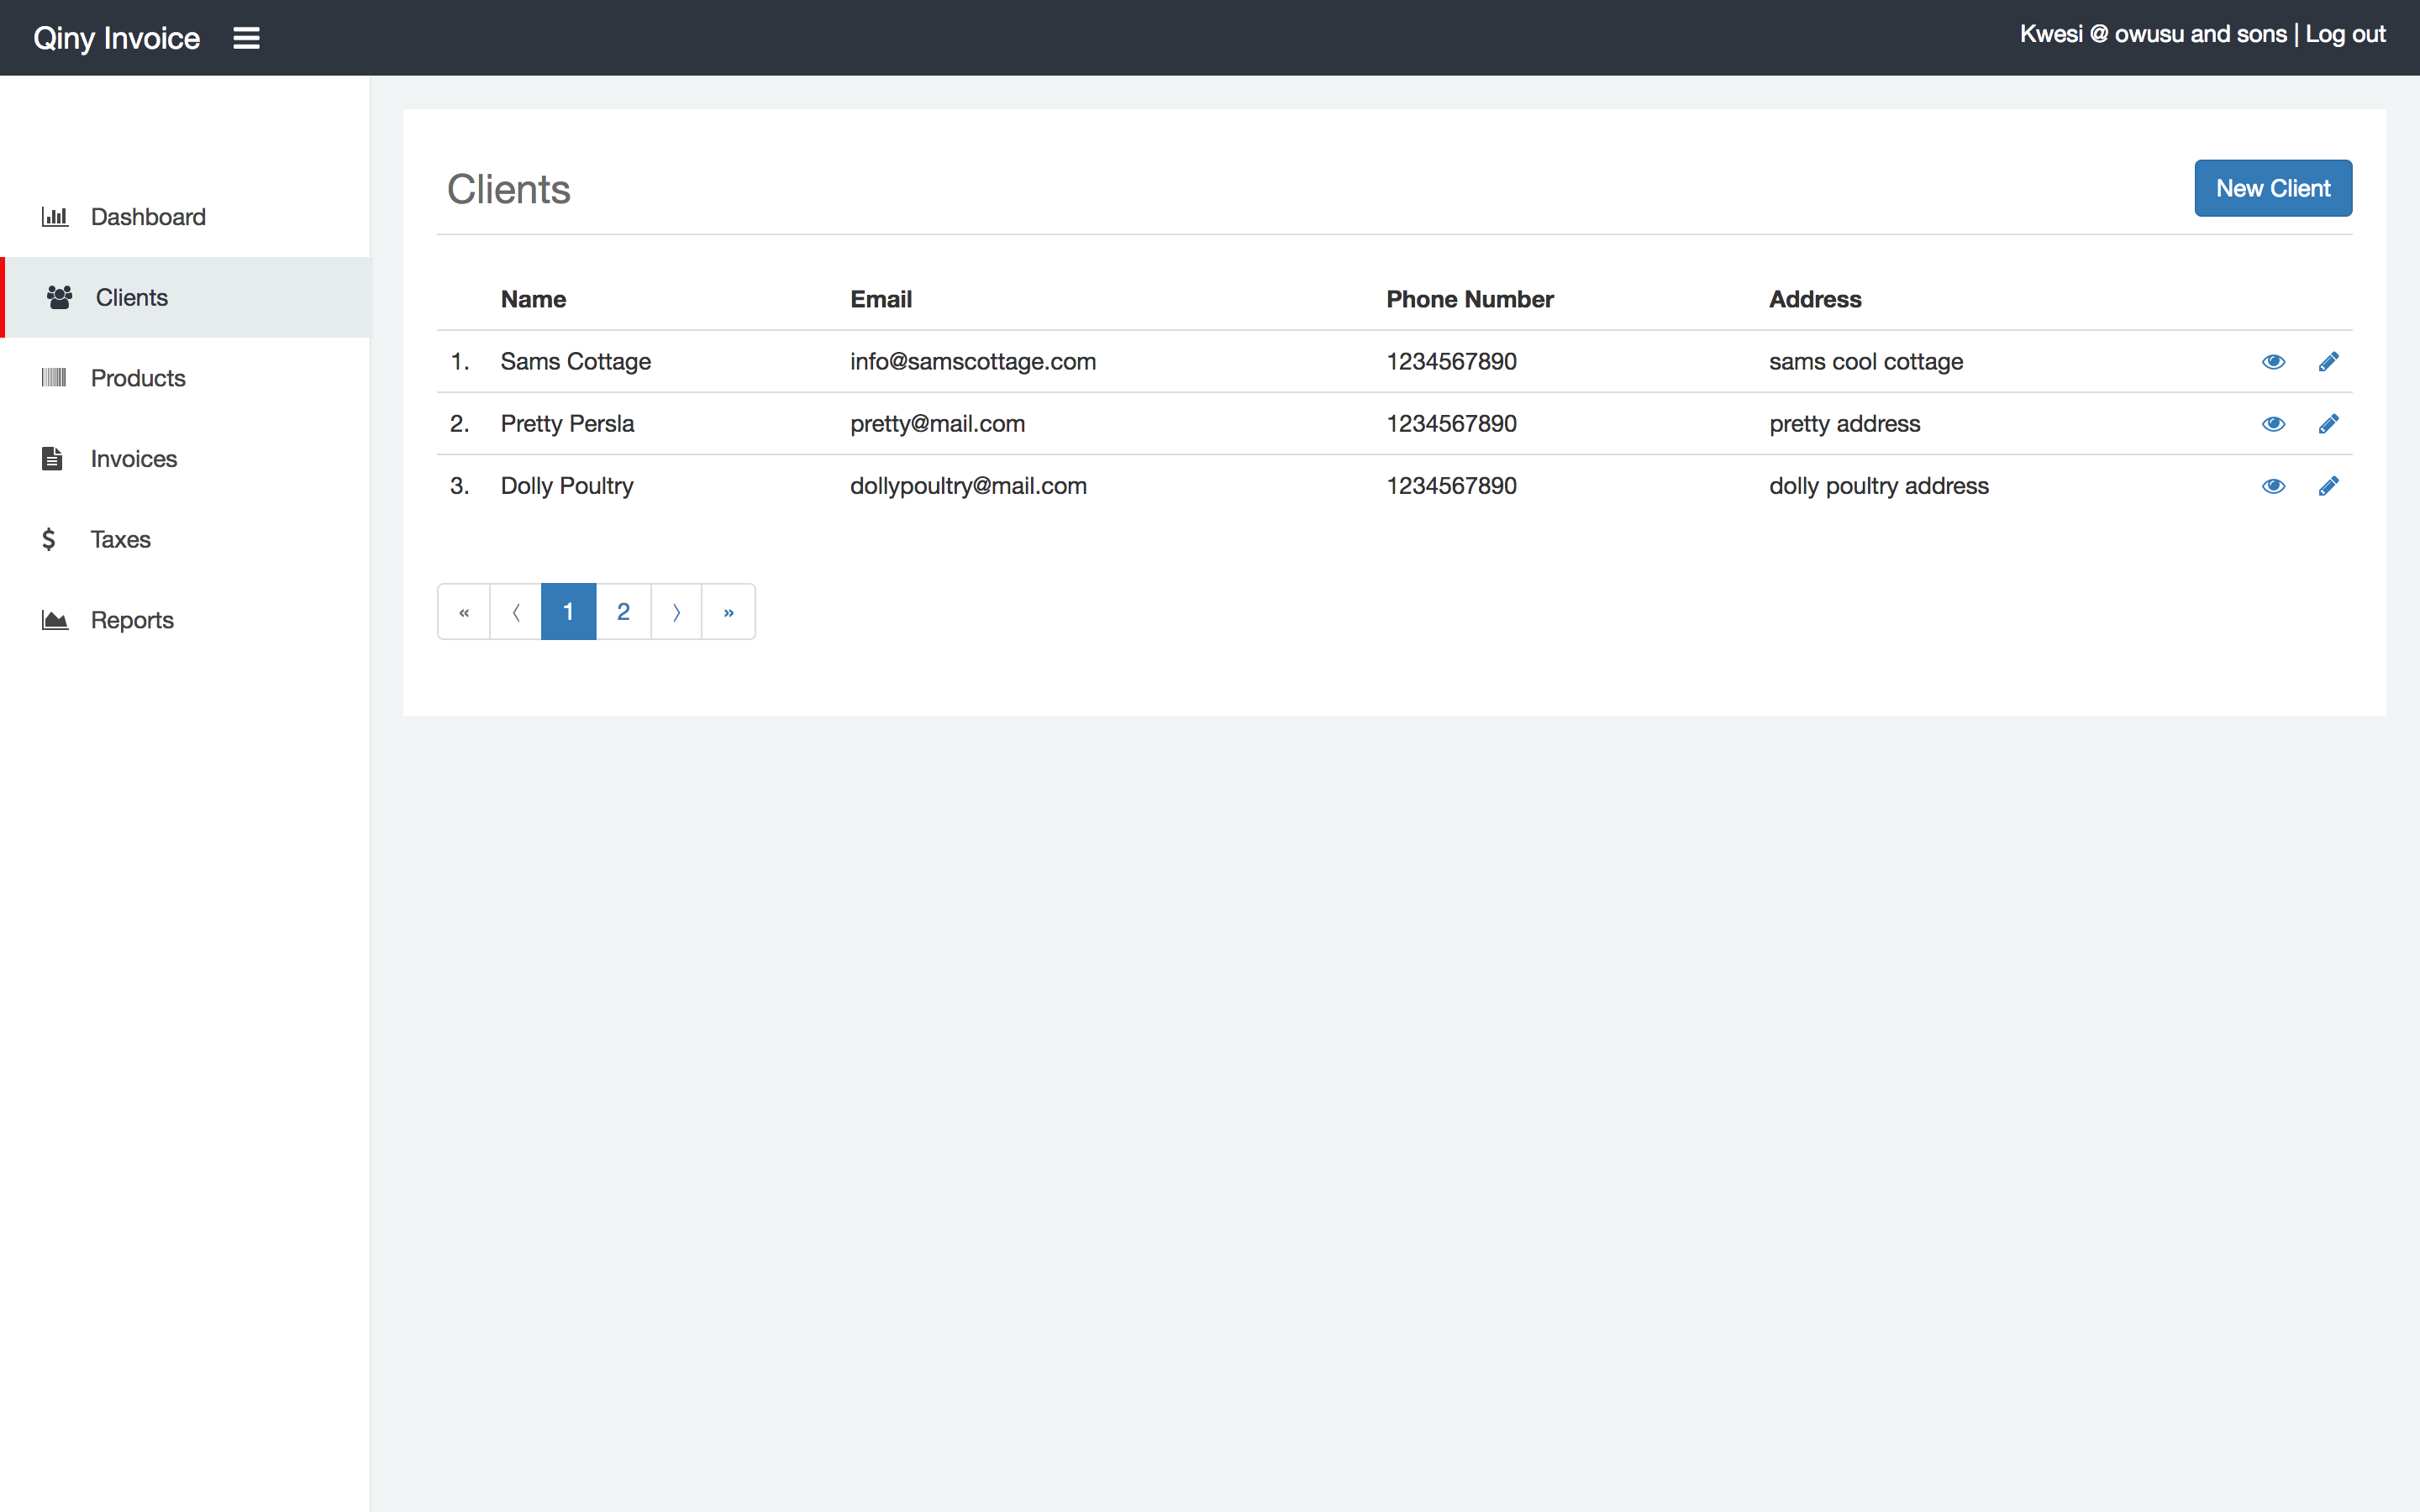 Qiny Invoice
Kwesi @ owusu and sons | Log out
Dashboard
Clients
Products
Invoices
Taxes
Reports
Clients
New Client
Name Email Phone Number Address
1. Sams Cottage info@samscottage.com 1234567890 sams cool cottage
2. Pretty Persla pretty@mail.com 1234567890 pretty address
3. Dolly Poultry dollypoultry@mail.com 1234567890 dolly poultry address
« 〈 1 2 〉 »